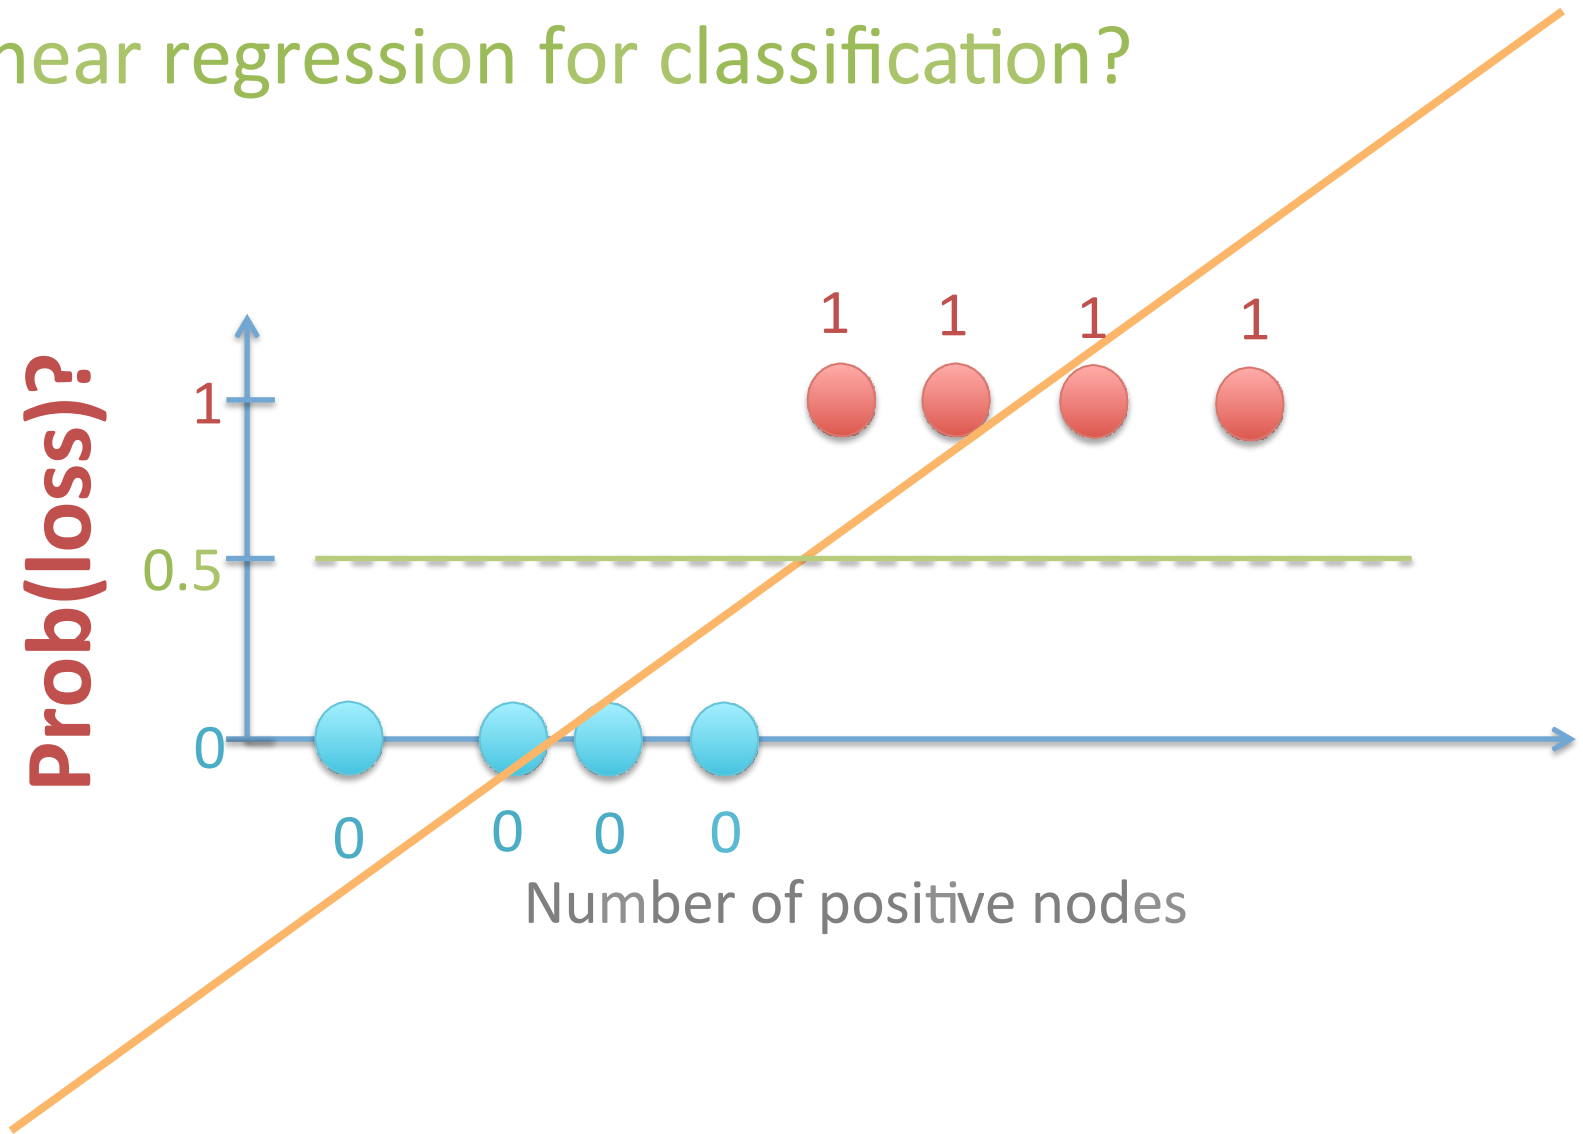 near regression for classification?
1 1 1 1
Prob(loss)?
1
0.5
0
0 0 0 0
Number of positive nodes